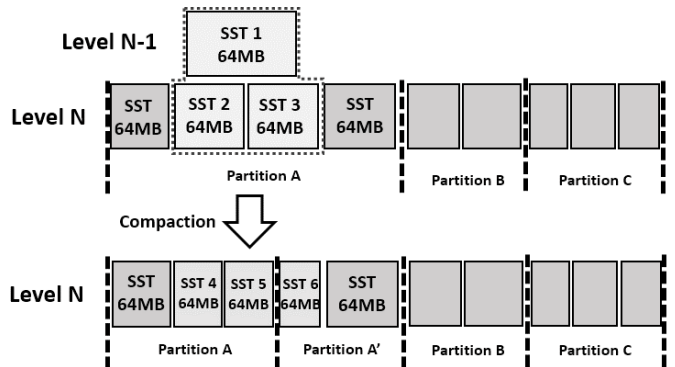 Level N-1
SST 1
64MB
Level N
SST
64MB
SST 2
64MB
SST 3
64MB
SST
64MB
Partition A
Partition B
Partition C
Compaction
Level N
SST
64MB
SST 4
64MB
SST 5
64MB
SST 6
64MB
SST
64MB
Partition A
Partition A’
Partition B
Partition C